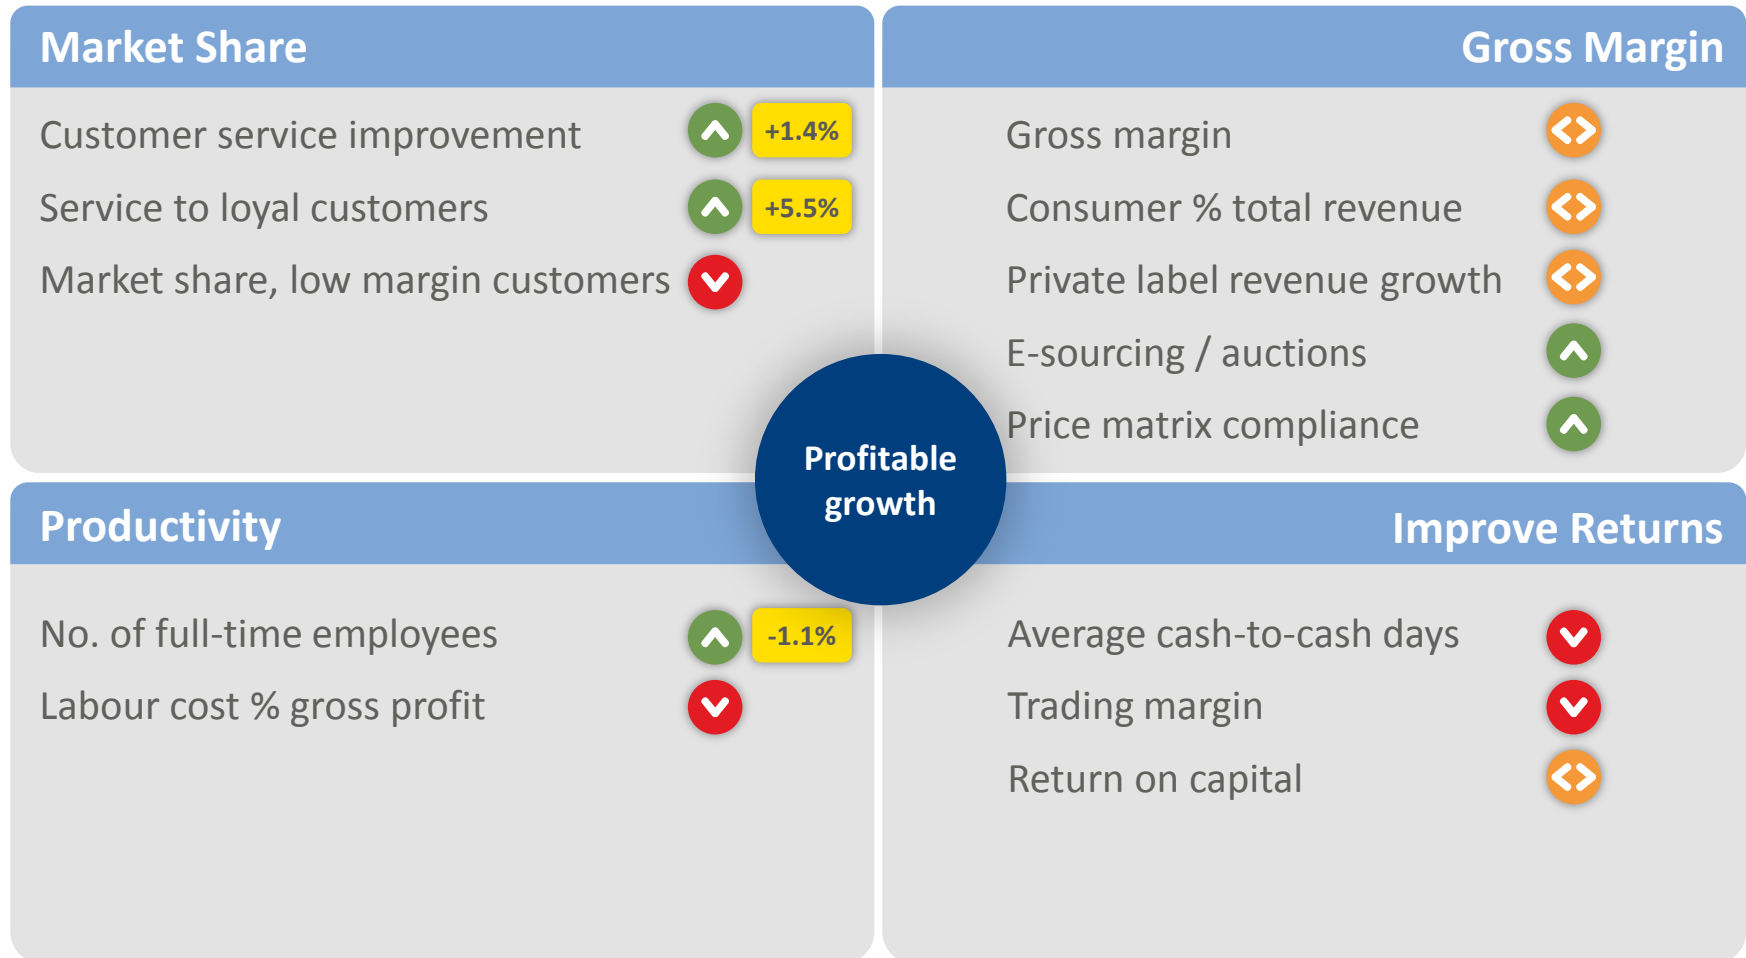 Market Share
Customer service improvement +1.4%
Service to loyal customers +5.5%
Market share, low margin customers
Gross Margin
Gross margin
Consumer % total revenue
Private label revenue growth
E-sourcing / auctions
Price matrix compliance
Profitable
growth
Productivity
No. of full-time employees -1.1%
Labour cost % gross profit
Improve Returns
Average cash-to-cash days
Trading margin
Return on capital